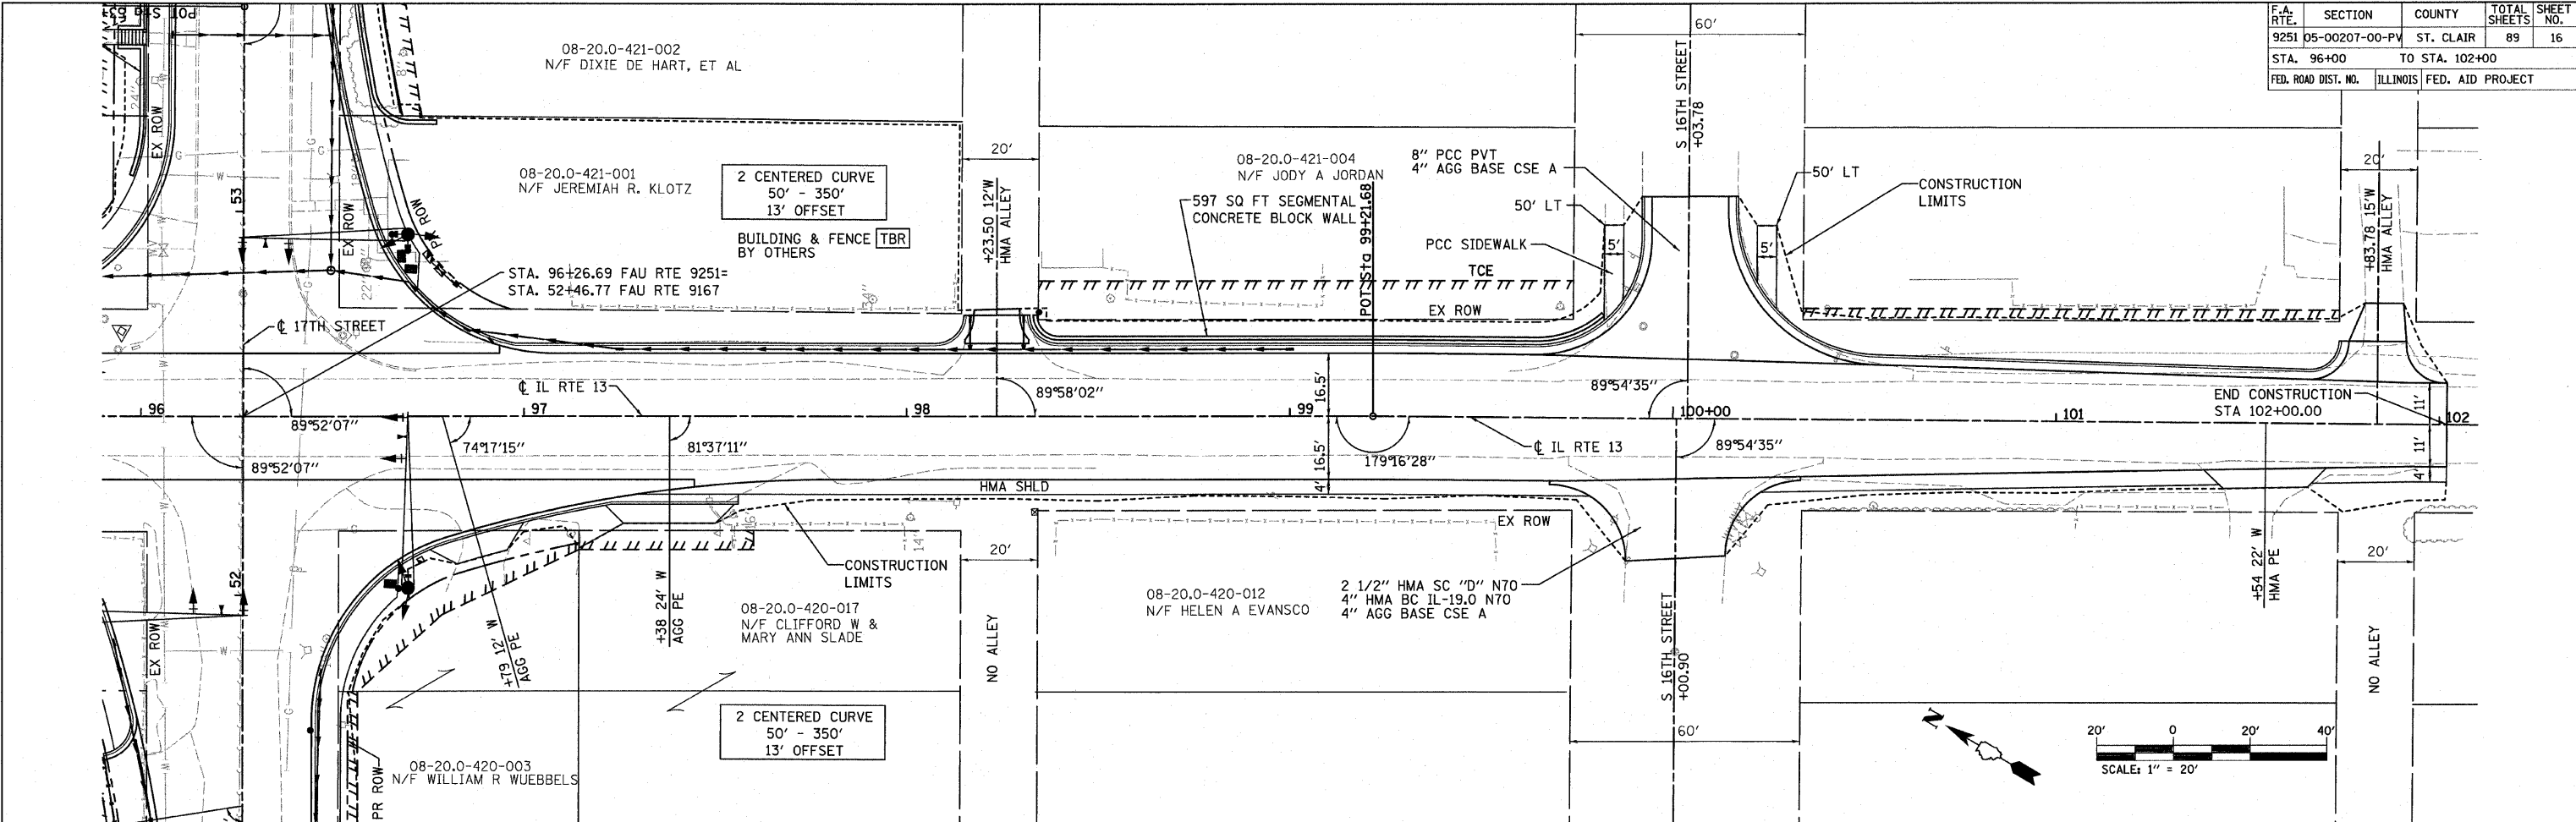 POT Sta 63+
F.A. RTE. SECTION COUNTY TOTAL SHEETS SHEET NO.
9251 05-00207-00-PV ST. CLAIR 89 16
STA. 96+00 TO STA. 102+00
FED. ROAD DIST. NO. ILLINOIS FED. AID PROJECT
08-20.0-421-002
N/F DIXIE DE HART, ET AL
60'
S 16TH STREET
+03.78
24"
8"
EX ROW
G
W
53
18"
EX ROW
PR ROW
22"
08-20.0-421-001
N/F JEREMIAH R. KLOTZ
2 CENTERED CURVE
50' - 350'
13' OFFSET
BUILDING & FENCE TBR
BY OTHERS
20'
+23.50 12'W
HMA ALLEY
08-20.0-421-004
N/F JODY A JORDAN
597 SQ FT SEGMENTAL
CONCRETE BLOCK WALL
POT Sta 99+21.68
8" PCC PVT
4" AGG BASE CSE A
50' LT
PCC SIDEWALK
5'
5'
50' LT
CONSTRUCTION
LIMITS
20'
+83.78 15'W
HMA ALLEY
TCE
EX ROW
STA. 96+26.69 FAU RTE 9251=
STA. 52+46.77 FAU RTE 9167
℄ 17TH STREET
℄ IL RTE 13
89°58'02"
16.5'
89°54'35"
END CONSTRUCTION
STA 102+00.00
11'
96
97
98
99
100+00
101
102
89°52'07"
89°52'07"
74°17'15"
81°37'11"
16.5'
4'
179°16'28"
℄ IL RTE 13
89°54'35"
11'
4'
HMA SHLD
16"
14"
EX ROW
52
EX ROW
+79 12' W
AGG PE
+38 24' W
AGG PE
CONSTRUCTION
LIMITS
08-20.0-420-017
N/F CLIFFORD W &
MARY ANN SLADE
20'
NO ALLEY
08-20.0-420-012
N/F HELEN A EVANSCO
2 1/2" HMA SC "D" N70
4" HMA BC IL-19.0 N70
4" AGG BASE CSE A
S 16TH STREET
+00.90
60'
+54 22' W
HMA PE
20'
NO ALLEY
2 CENTERED CURVE
50' - 350'
13' OFFSET
08-20.0-420-003
N/F WILLIAM R WUEBBELS
PR ROW
N
20' 0 20' 40'
SCALE: 1" = 20'